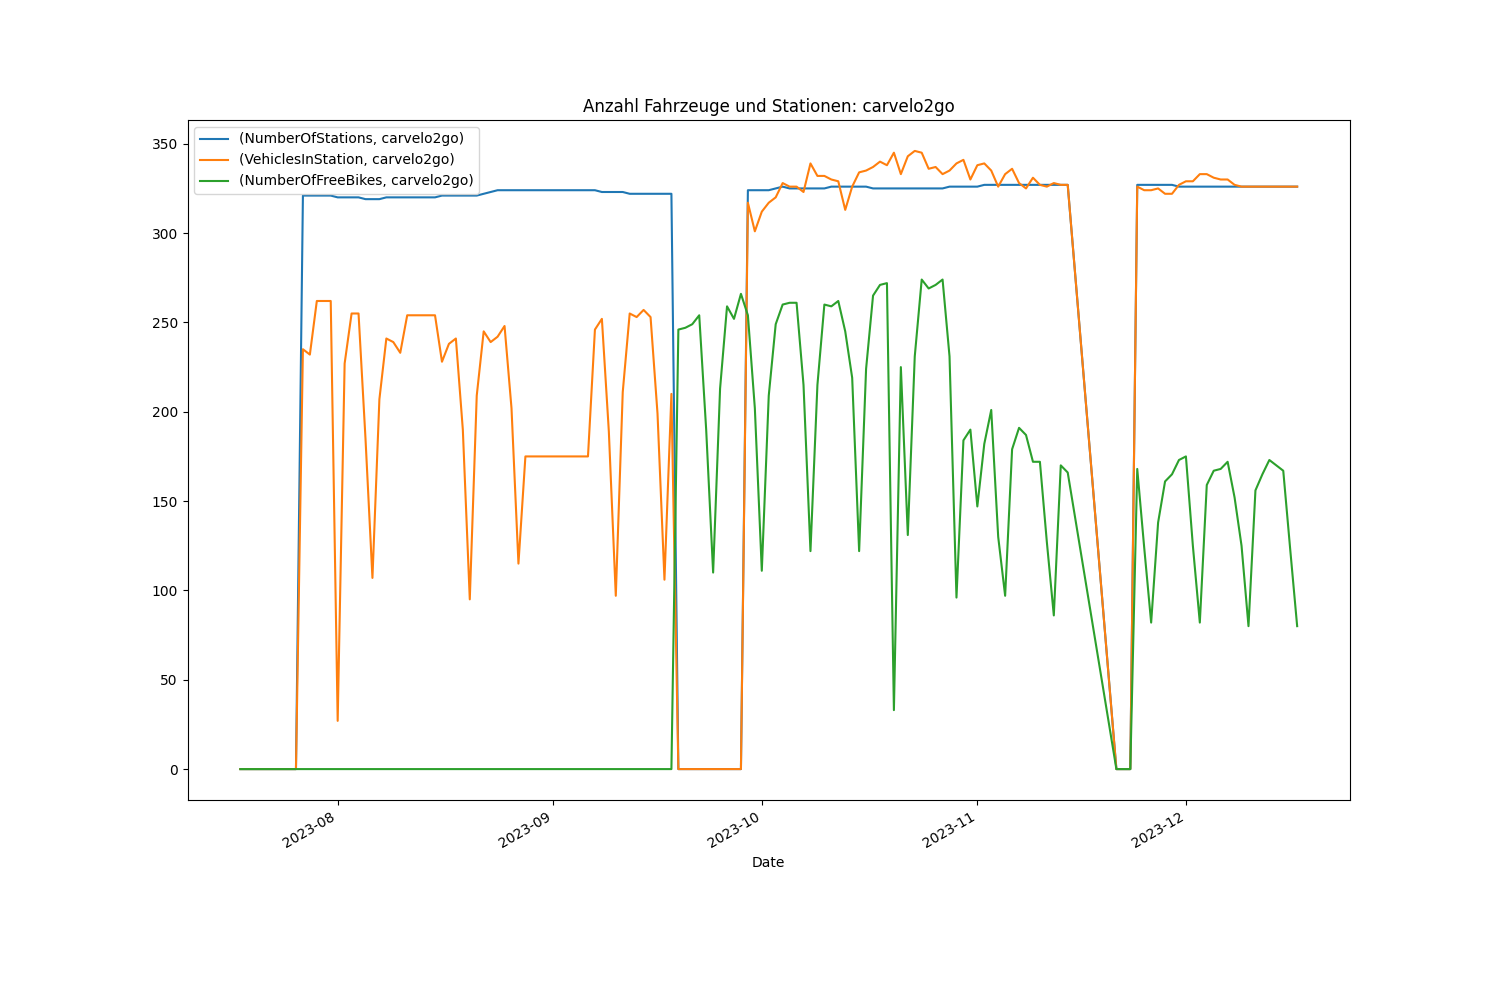 Anzahl Fahrzeuge und Stationen: carvelo2go
(NumberOfStations, carvelo2go)
(VehiclesInStation, carvelo2go)
(NumberOfFreeBikes, carvelo2go)
350
300
250
200
150
100
50
0
2023-08
2023-09
2023-10
2023-11
2023-12
Date